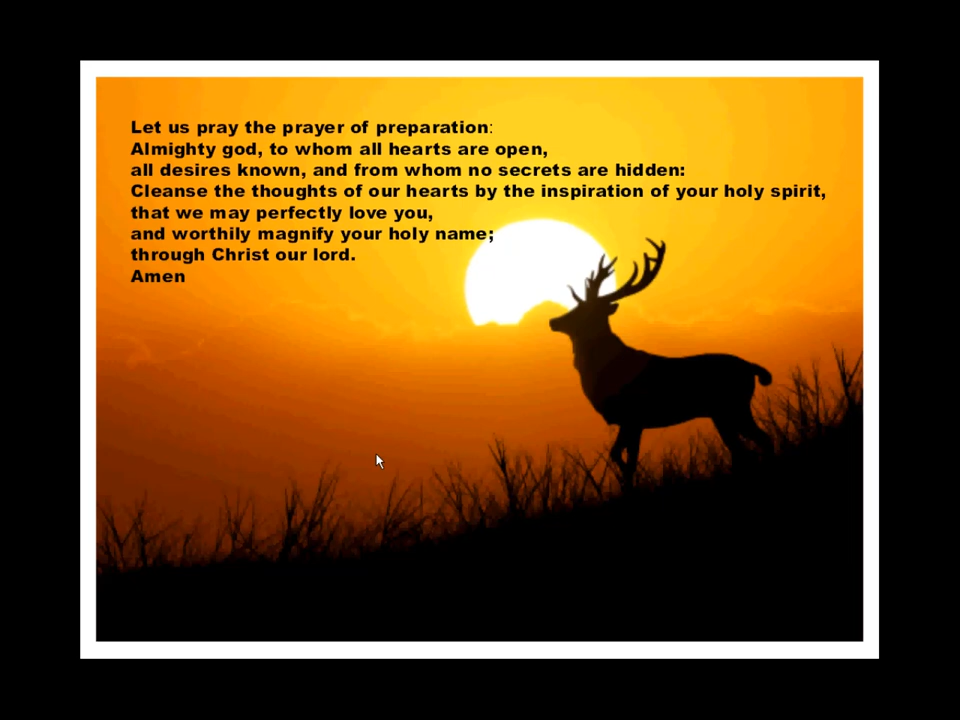 Let us pray the prayer of preparation:
Almighty god, to whom all hearts are open,
all desires known, and from whom no secrets are hidden:
Cleanse the thoughts of our hearts by the inspiration of your holy spirit,
that we may perfectly love you,
and worthily magnify your holy name;
through Christ our lord.
Amen